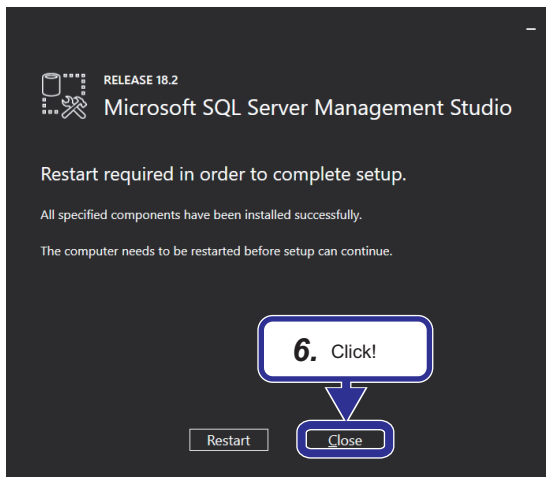 RELEASE 18.2
Microsoft SQL Server Management Studio
Restart required in order to complete setup.
All specified components have been installed successfully.
The computer needs to be restarted before setup can continue.
6. Click!
Restart
Close